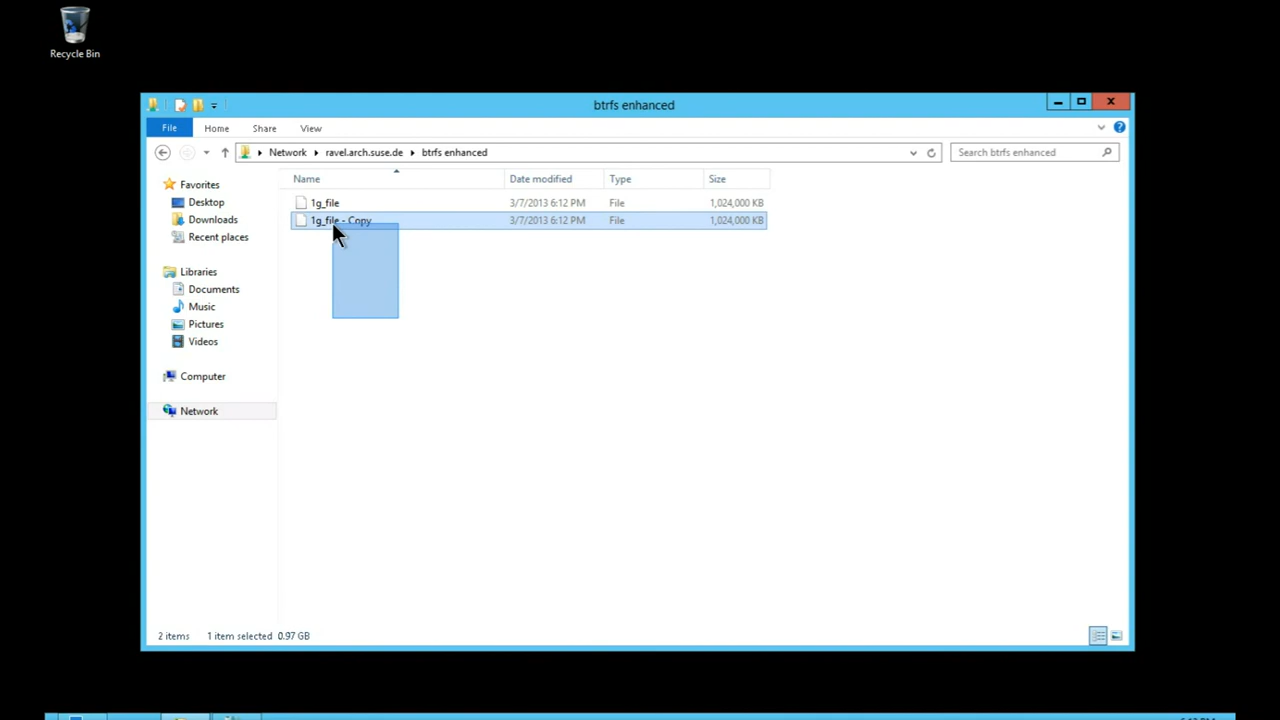 Recycle Bin
btrfs enhanced
File Home Share View
Network ravel.arch.suse.de btrfs enhanced
Search btrfs enhanced
Name Date modified Type Size
1g_file 3/7/2013 6:12 PM File 1,024,000 KB
1g_file - Copy 3/7/2013 6:12 PM File 1,024,000 KB
Favorites
Desktop
Downloads
Recent places
Libraries
Documents
Music
Pictures
Videos
Computer
Network
2 items 1 item selected 0.97 GB